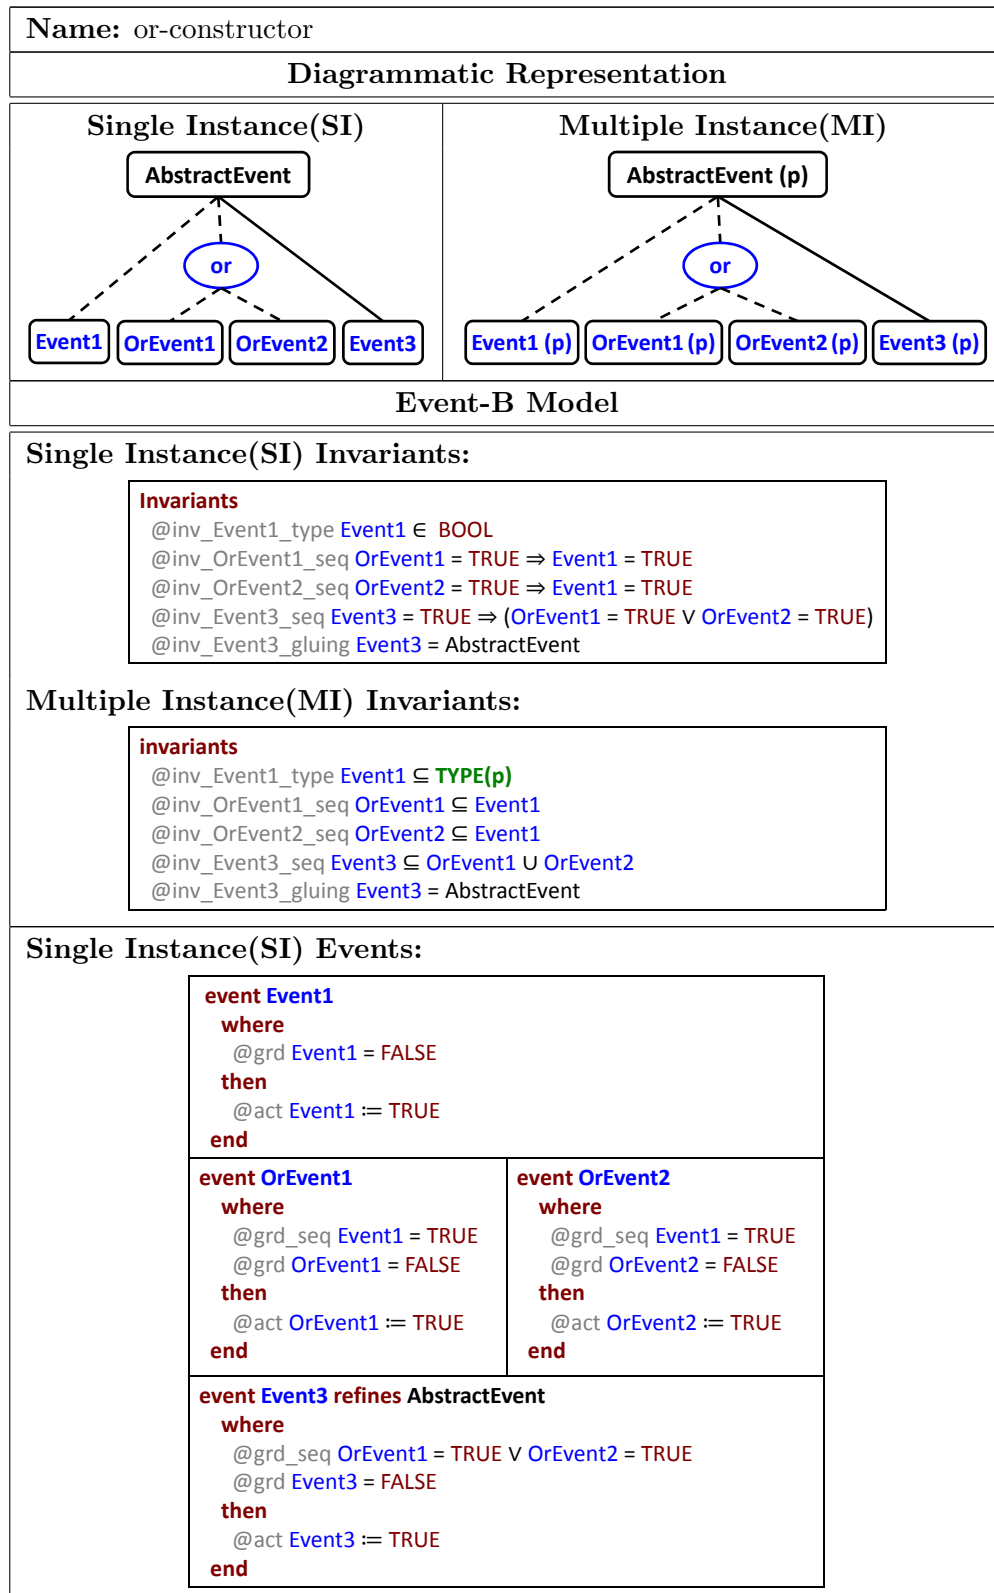 Name: or-constructor
Diagrammatic Representation
Single Instance(SI)
AbstractEvent
or
Event1 OrEvent1 OrEvent2 Event3
Multiple Instance(MI)
AbstractEvent (p)
or
Event1 (p) OrEvent1 (p) OrEvent2 (p) Event3 (p)
Event-B Model
Single Instance(SI) Invariants:
Invariants
@inv_Event1_type Event1 ∈ BOOL
@inv_OrEvent1_seq OrEvent1 = TRUE ⇒ Event1 = TRUE
@inv_OrEvent2_seq OrEvent2 = TRUE ⇒ Event1 = TRUE
@inv_Event3_seq Event3 = TRUE ⇒ (OrEvent1 = TRUE ∨ OrEvent2 = TRUE)
@inv_Event3_gluing Event3 = AbstractEvent
Multiple Instance(MI) Invariants:
invariants
@inv_Event1_type Event1 ⊆ TYPE(p)
@inv_OrEvent1_seq OrEvent1 ⊆ Event1
@inv_OrEvent2_seq OrEvent2 ⊆ Event1
@inv_Event3_seq Event3 ⊆ OrEvent1 ∪ OrEvent2
@inv_Event3_gluing Event3 = AbstractEvent
Single Instance(SI) Events:
event Event1
where
@grd Event1 = FALSE
then
@act Event1 ≔ TRUE
end
event OrEvent1
where
@grd_seq Event1 = TRUE
@grd OrEvent1 = FALSE
then
@act OrEvent1 ≔ TRUE
end
event OrEvent2
where
@grd_seq Event1 = TRUE
@grd OrEvent2 = FALSE
then
@act OrEvent2 ≔ TRUE
end
event Event3 refines AbstractEvent
where
@grd_seq OrEvent1 = TRUE ∨ OrEvent2 = TRUE
@grd Event3 = FALSE
then
@act Event3 ≔ TRUE
end